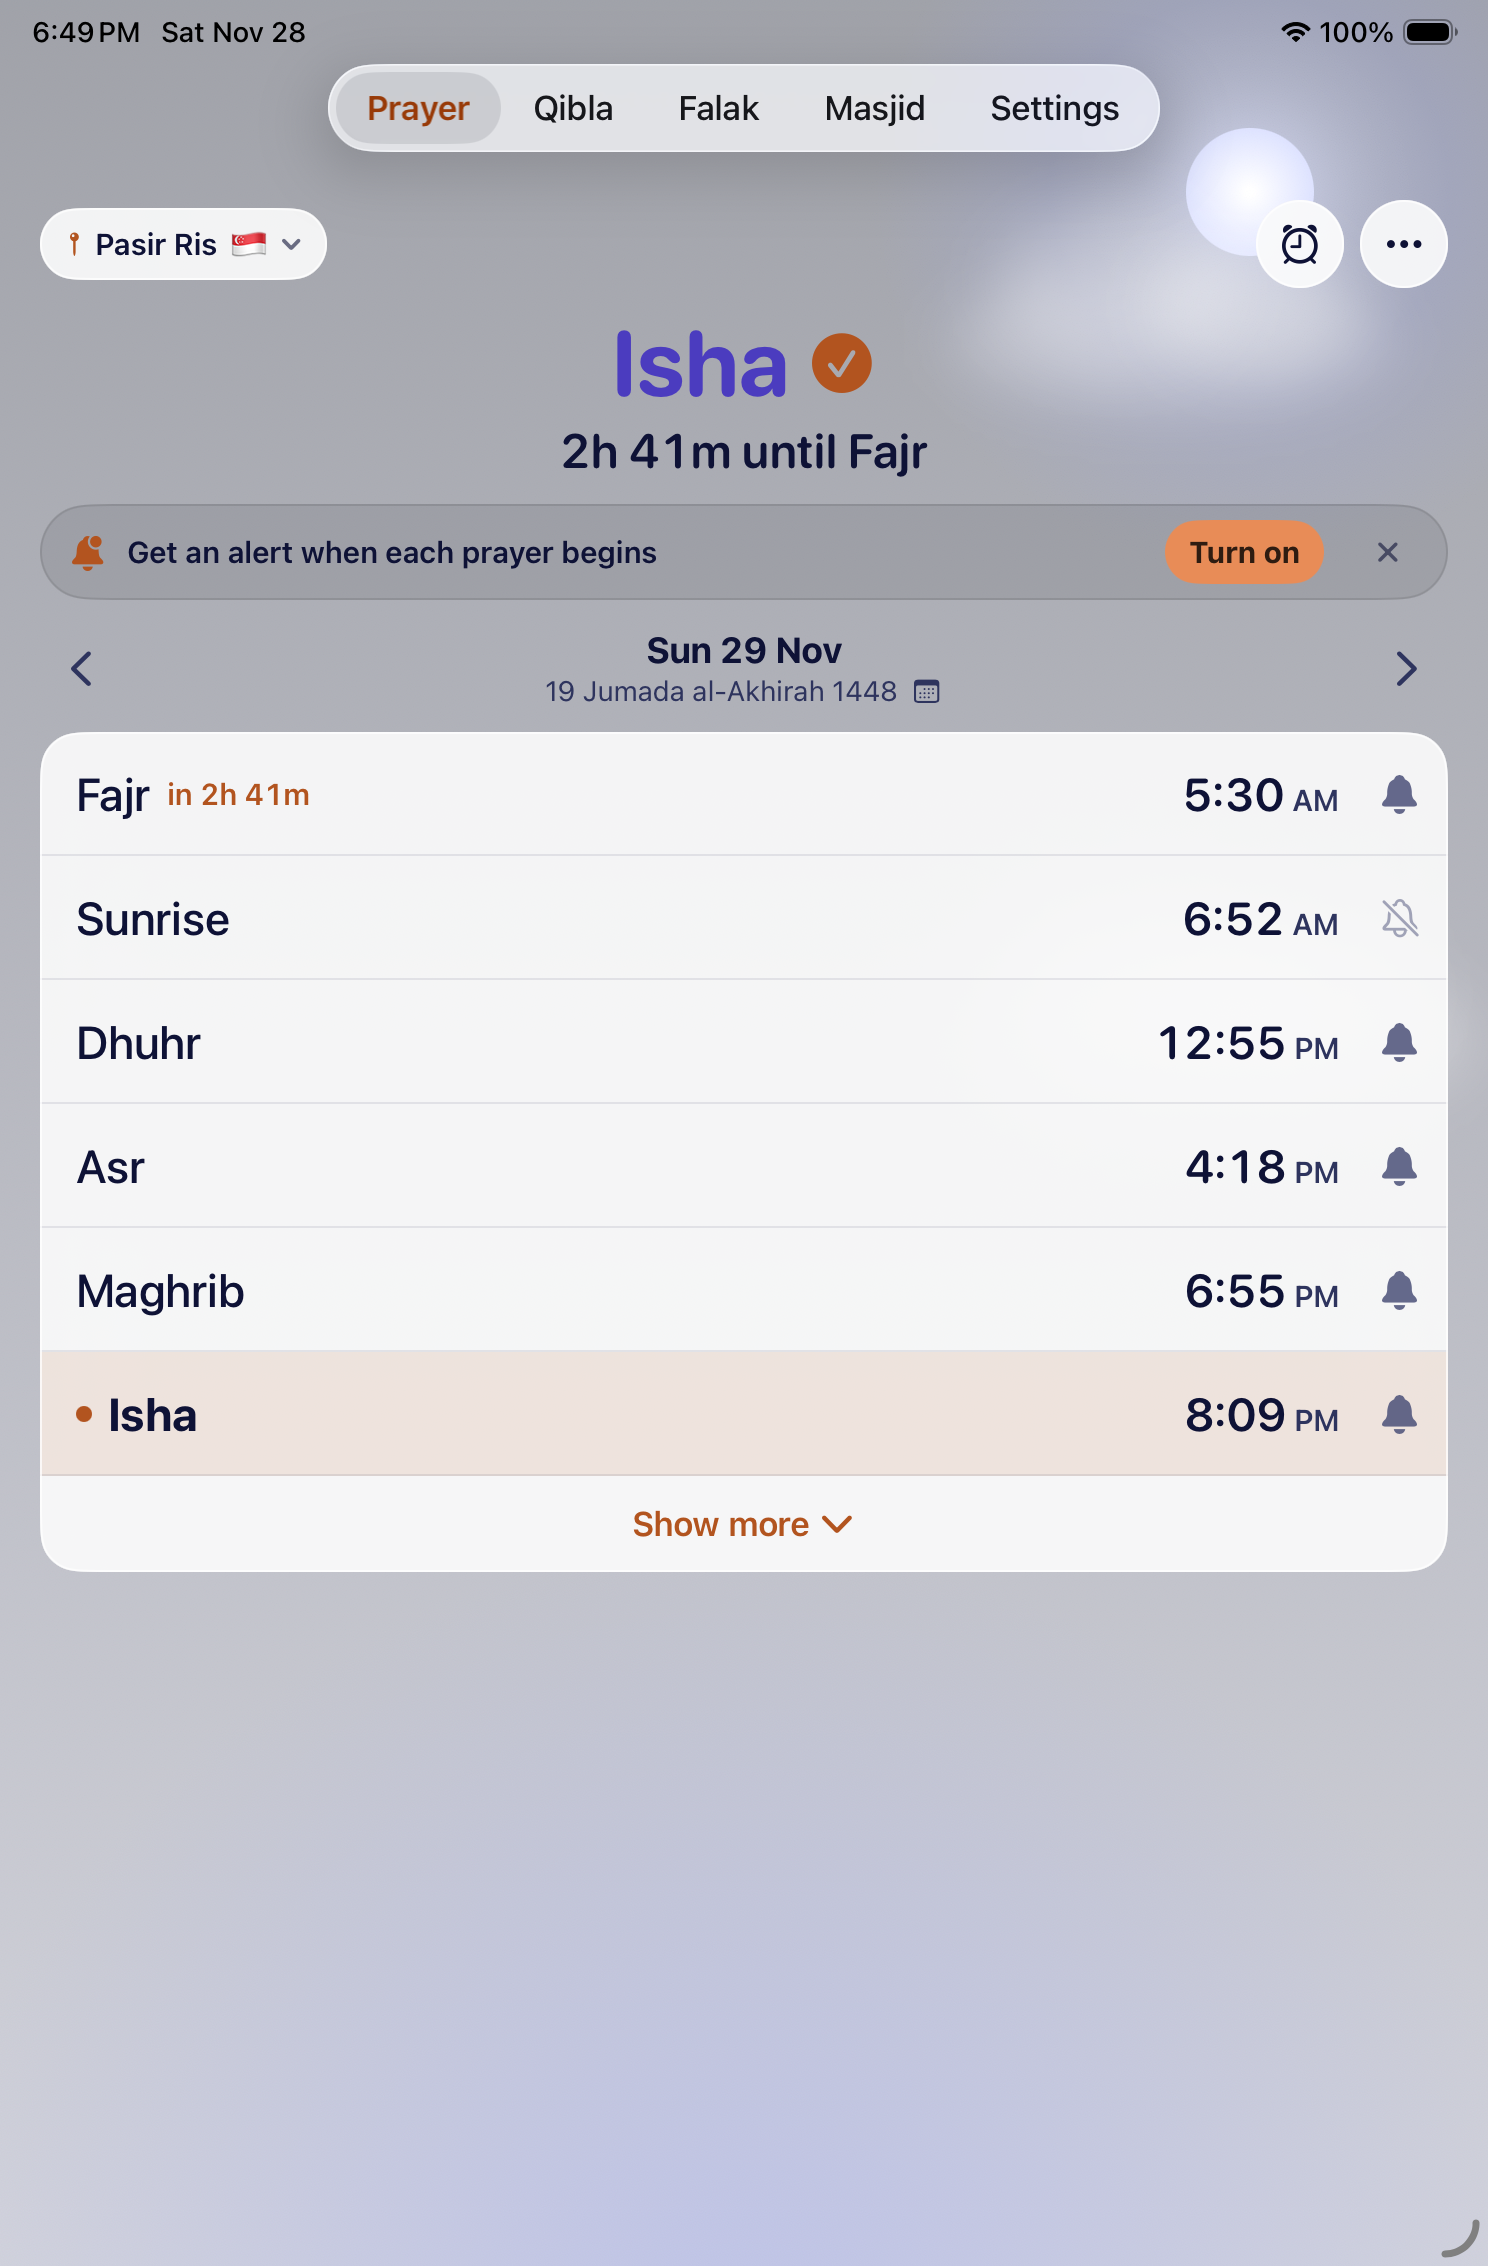 6:49 PM Sat Nov 28 100%
Prayer Qibla Falak Masjid Settings
Pasir Ris 🇸🇬
Isha
2h 41m until Fajr
Get an alert when each prayer begins Turn on
Sun 29 Nov
19 Jumada al-Akhirah 1448
Fajr in 2h 41m 5:30 AM
Sunrise 6:52 AM
Dhuhr 12:55 PM
Asr 4:18 PM
Maghrib 6:55 PM
Isha 8:09 PM
Show more